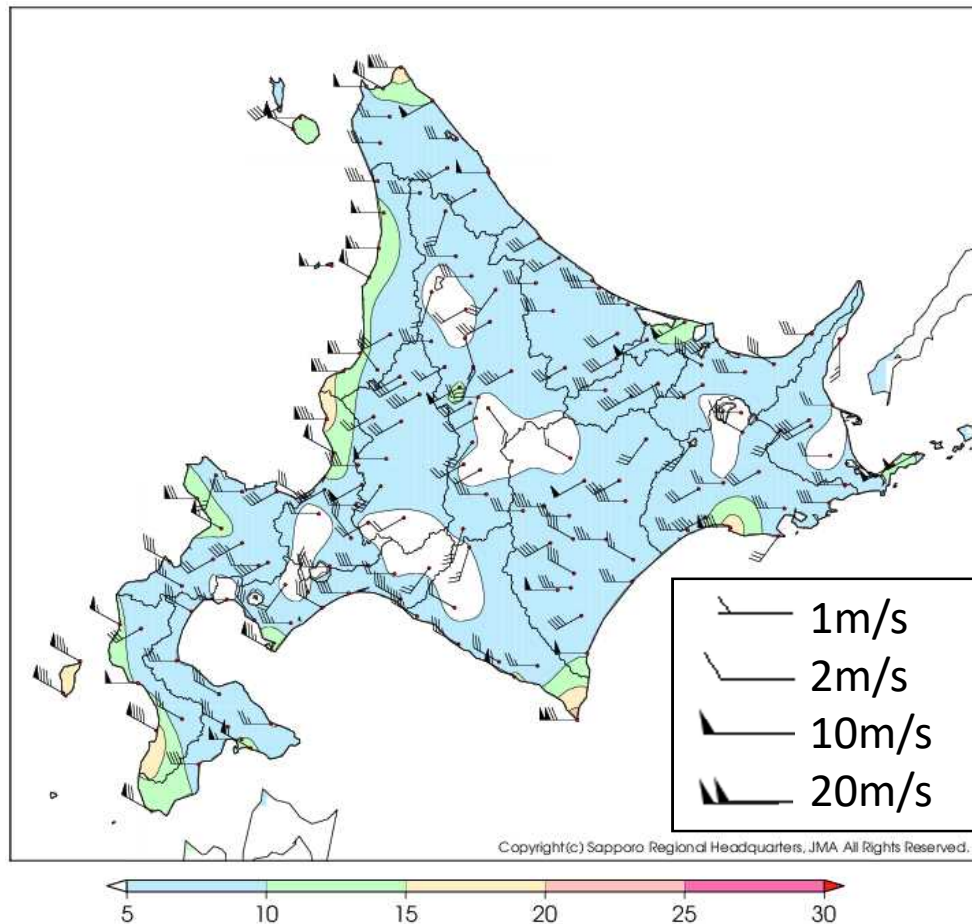 1m/s
2m/s
10m/s
20m/s
Copyright(c) Sapporo Regional Headquarters, JMA All Rights Reserved.
5 10 15 20 25 30